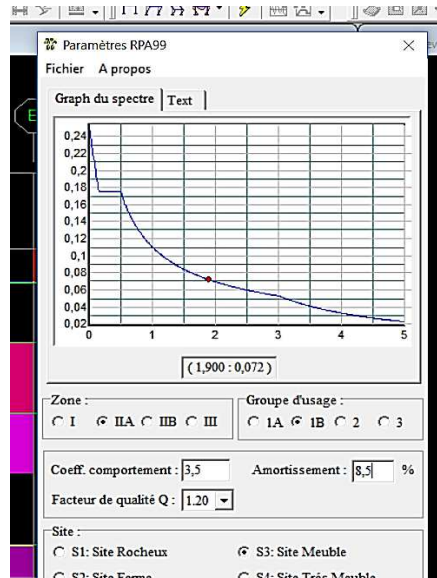 Paramètres RPA99
Fichier A propos
Graph du spectre Text
0,24
0,22
0,2
0,18
0,16
0,14
0,12
0,1
0,08
0,06
0,04
0,02
0 1 2 3 4 5
( 1,900 : 0,072 )
Zone : Groupe d'usage :
I IIA IIB III 1A 1B 2 3
Coeff. comportement : 3,5 Amortissement : 8,5 %
Facteur de qualité Q : 1.20
Site :
S1: Site Rocheux S3: Site Meuble
S2: Site Ferme S4: Site Trés Meuble